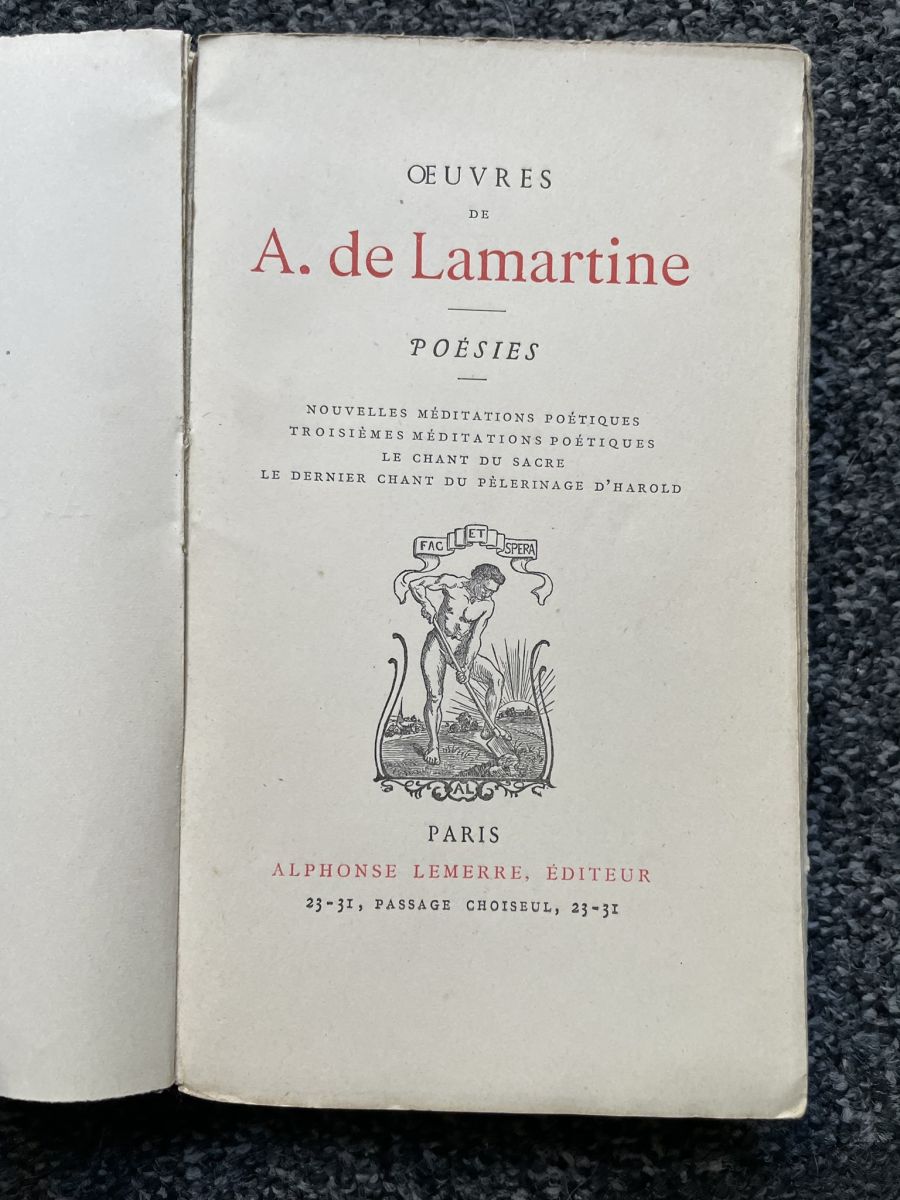 ŒUVRES
DE
A. de Lamartine
POÉSIES
NOUVELLES MÉDITATIONS POÉTIQUES
TROISIÈMES MÉDITATIONS POÉTIQUES
LE CHANT DU SACRE
LE DERNIER CHANT DU PÈLERINAGE D'HAROLD
FAC ET SPERA
AL
PARIS
ALPHONSE LEMERRE, ÉDITEUR
23-31, PASSAGE CHOISEUL, 23-31